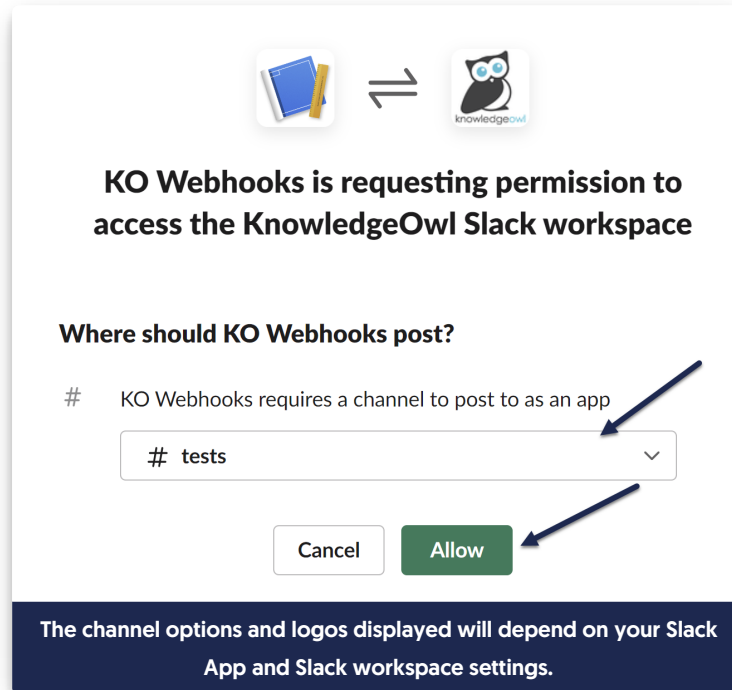 knowledgeowl
KO Webhooks is requesting permission to
access the KnowledgeOwl Slack workspace
Where should KO Webhooks post?
# KO Webhooks requires a channel to post to as an app
# tests
Cancel Allow
The channel options and logos displayed will depend on your Slack
App and Slack workspace settings.